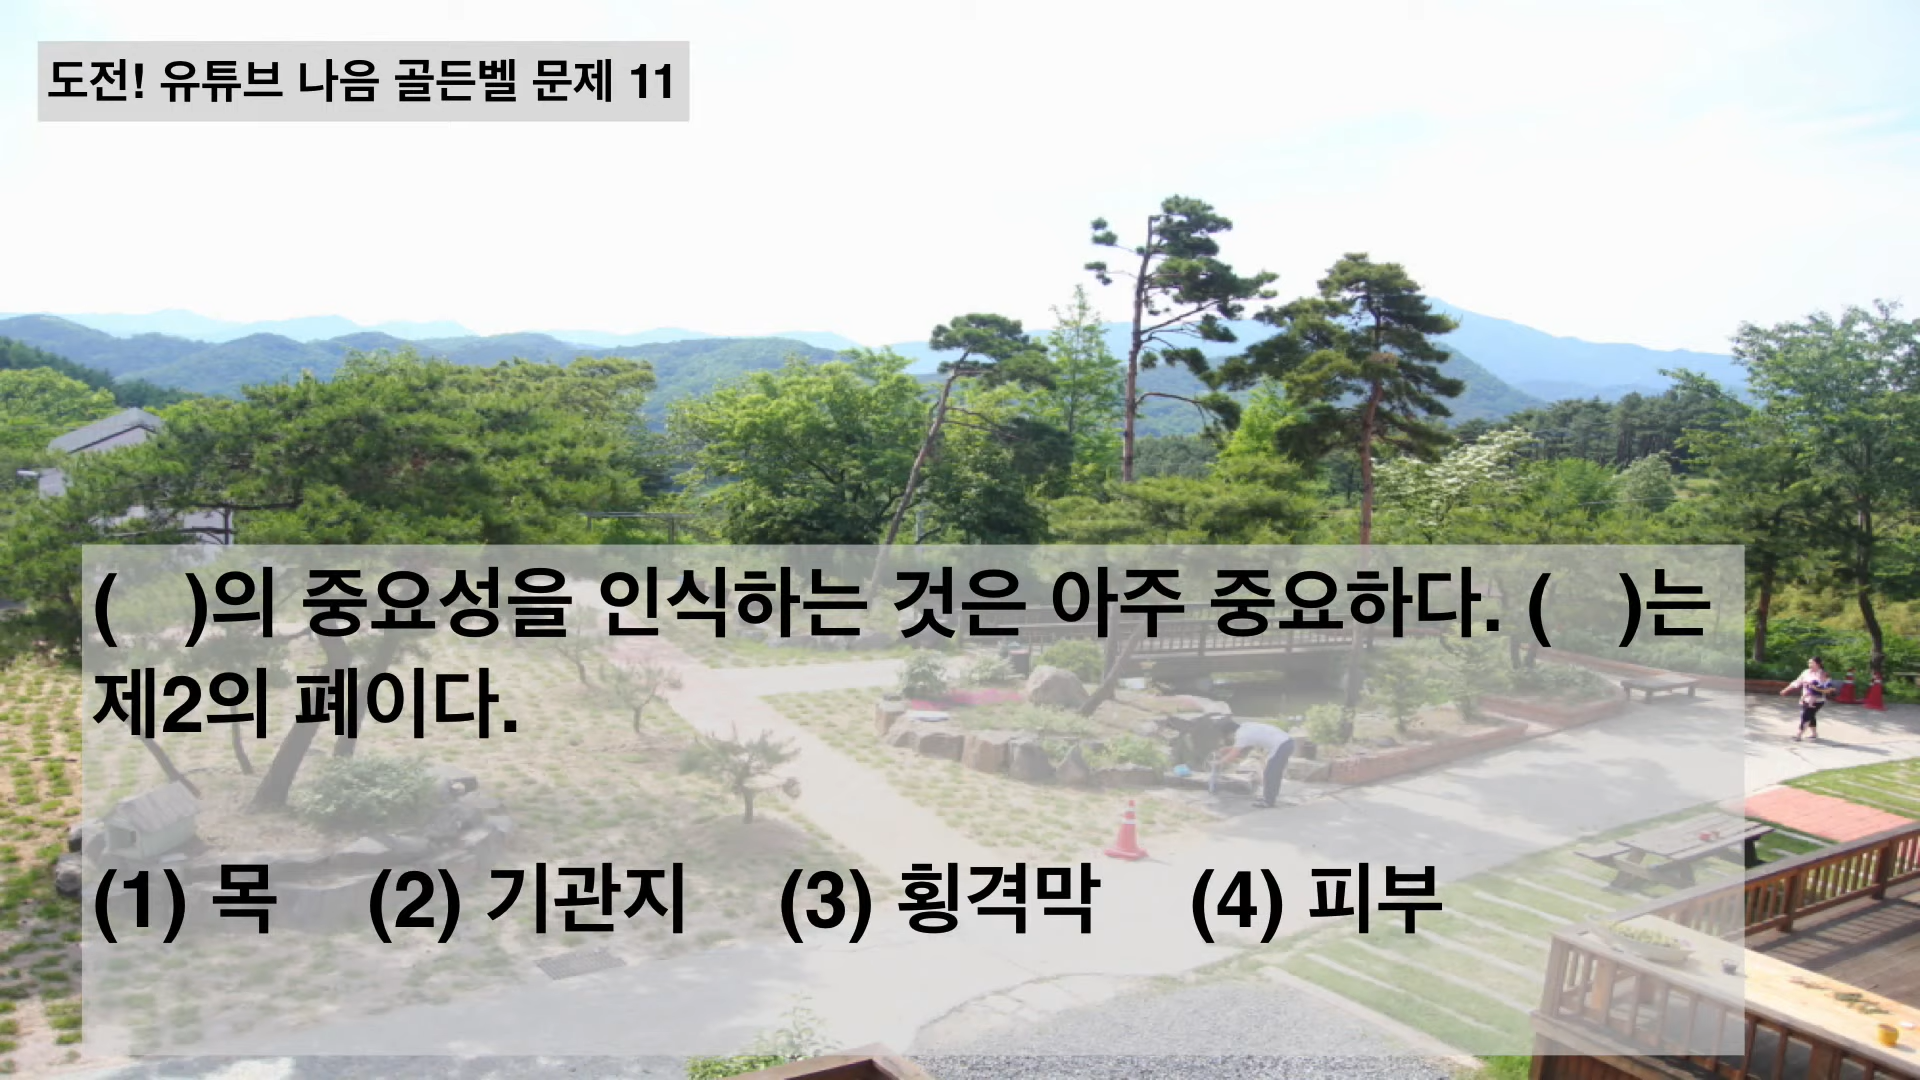 도전! 유튜브 나음 골든벨 문제 11
(   )의 중요성을 인식하는 것은 아주 중요하다. (   )는
제2의 폐이다.
(1) 목 (2) 기관지 (3) 횡격막 (4) 피부